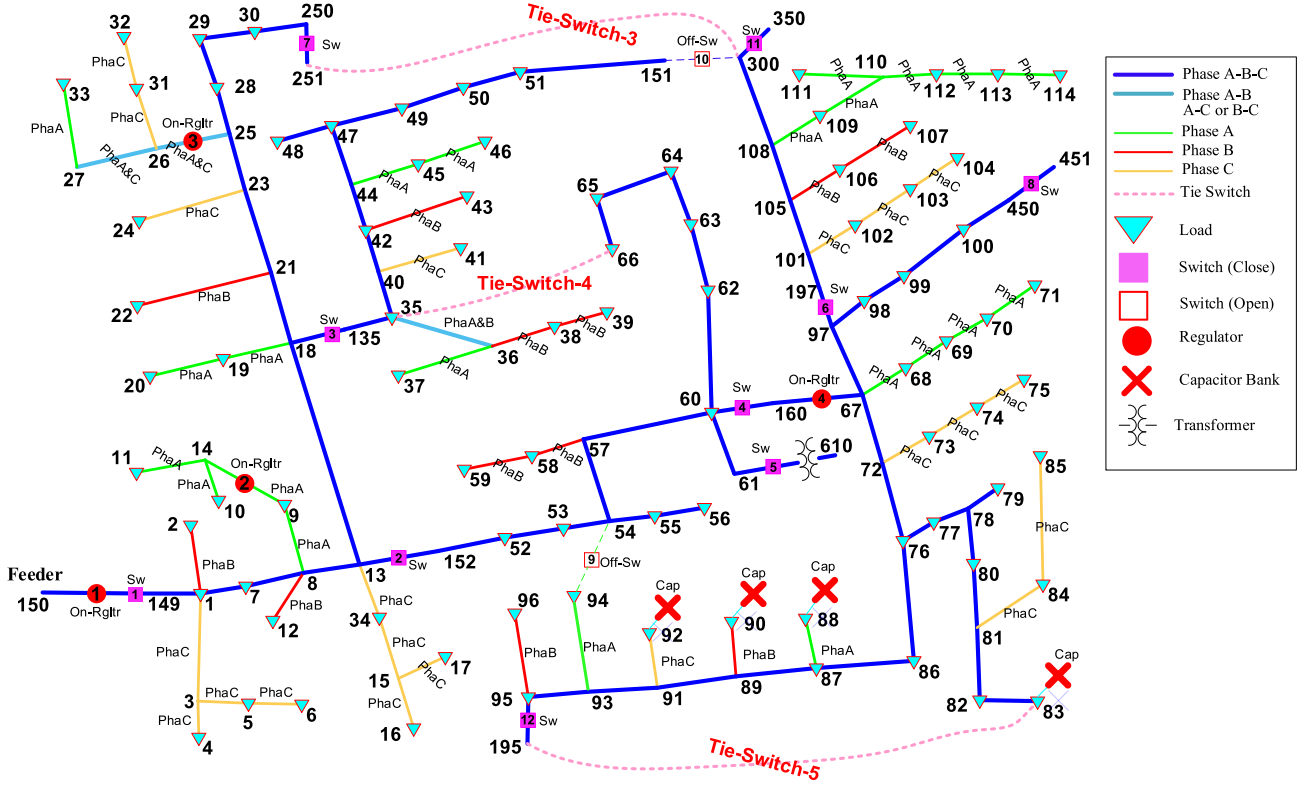 32 29 30 250 350
Tie-Switch-3
7 Sw 251
Off-Sw 10
Sw 11 300
PhaC 31
33 28
51 151
50
49
110 PhaA PhaA PhaA
111 112 113 114
PhaA 109 PhaA
108
PhaA PhaC On-Rgltr 3 25
26 PhaA&C
27 PhaA&C
48 47
PhaA 46
45
44 PhaA
107 PhaB
106 PhaB
105
104 PhaC
103 PhaC
102 PhaC
101
451
8 Sw
450
100
99
98
23 PhaC 24
43 PhaB 42
41 PhaC 40
64
65
63
66
62
Tie-Switch-4
21 PhaB 22
35
197 6 Sw
97
18 Sw 3 135
PhaA&B 36
PhaB 38 PhaB 39
PhaA 37
PhaA 19 PhaA 20
71 PhaA
70 PhaA
69 PhaA
68 PhaA
67
60 Sw 4 160 On-Rgltr 4
75 PhaC
74 PhaC
73 PhaC
72
57
PhaB 58 PhaB 59
61 Sw 5 610
14 PhaA 11
On-Rgltr 2
PhaA 10 PhaA 9
PhaA
2 PhaB
85 PhaC 84 PhaC
79 78 77 76
80
81
56 55 54 53 52
9 Off-Sw
Feeder
150 1 On-Rgltr Sw 1 149 1 7 8 13 2 Sw 152
PhaB 12
PhaC 34
PhaC 15 PhaC 17
PhaC 16
PhaC 3 PhaC 5 PhaC 6
PhaC 4
96 PhaB 95
94 PhaA 93
Cap 92 PhaC 91
Cap 90 PhaB 89
Cap 88 PhaA 87
86
82 83 Cap
12 Sw 195
Tie-Switch-5
Phase A-B-C
Phase A-B
A-C or B-C
Phase A
Phase B
Phase C
Tie Switch
Load
Switch (Close)
Switch (Open)
Regulator
Capacitor Bank
Transformer